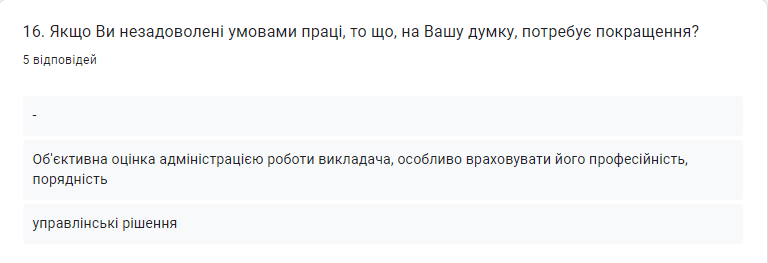 16. Якщо Ви незадоволені умовами праці, то що, на Вашу думку, потребує покращення?
5 відповідей
-
Об'єктивна оцінка адміністрацією роботи викладача, особливо враховувати його професійність,
порядність
управлінські рішення